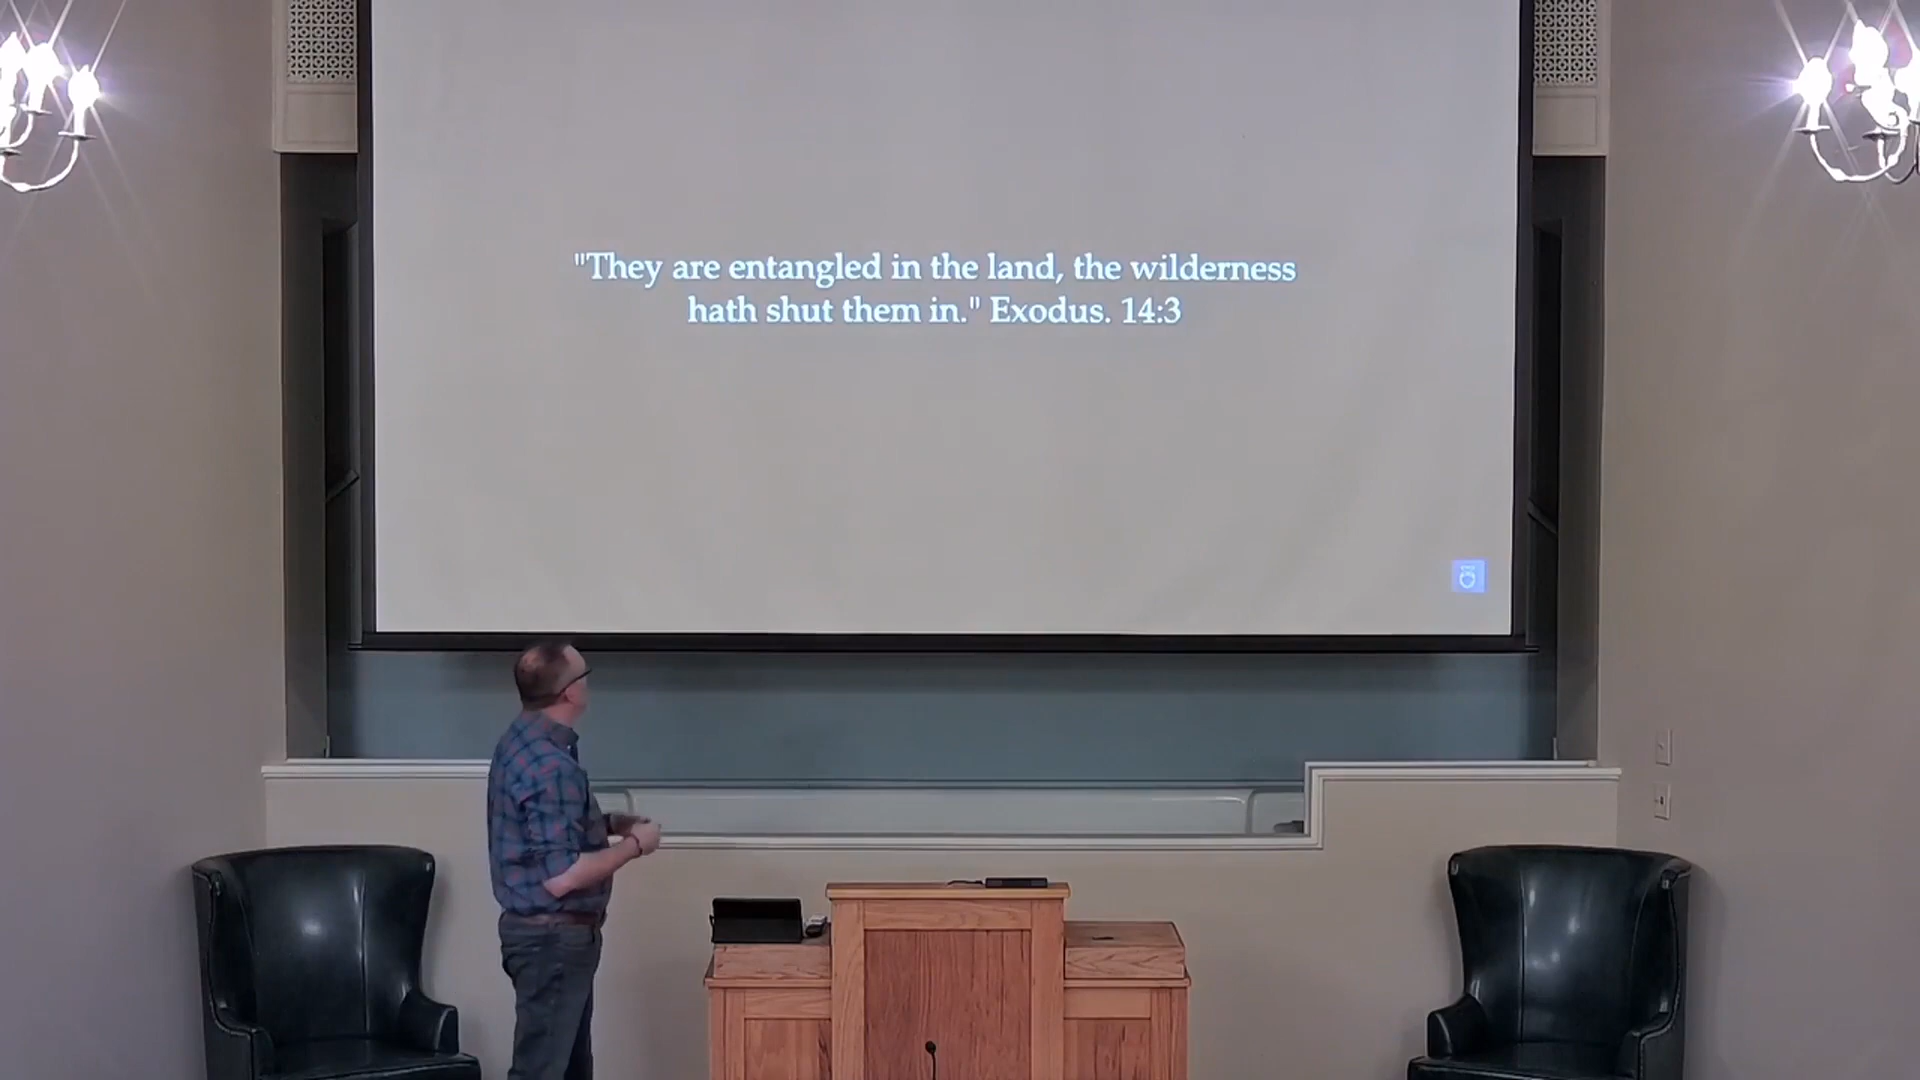 "They are entangled in the land, the wilderness
hath shut them in." Exodus. 14:3